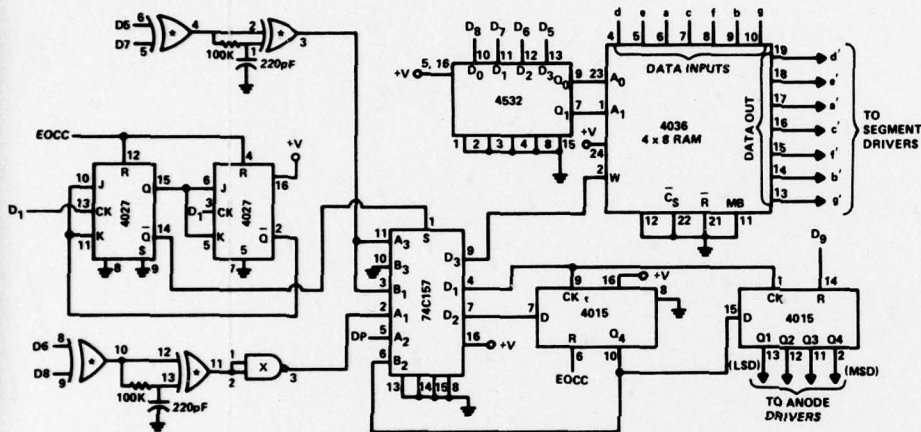 d e a c f b g
4 5 6 7 8 9 10
D5 6
D7 5
*
4
2
*
3
100K
1
220pF
D8 D7 D6 D5
10 11 12 13
D0 D1 D2 D3
+V
5, 16
4532
Q0 9
Q1 7
1 2 3 4 8 15
23 A0
1 A1
+V
24
2 W
DATA INPUTS
4036
4 x 8 RAM
DATA OUT
19 d'
18 e'
17 a'
16 c'
15 f'
14 b'
13 g'
TO
SEGMENT
DRIVERS
CS R MB
12 22 21 11
EOCC
12
R
10 J
D1 13 CK
11 K
4027
Q 15
Q 14
S
8 9
4
R
+V
16
6 J
D1 3 CK
5 K
4027
Q 2
5
7
1
S
11 A3
10 B3
3 B1
2 A1
DP 5 A2
6 B2
74C157
D3 9
D1 4
D2 7
16 +V
13 14 15 8
9
CK
16 +V
8
7 D
4015
R Q4
6 10
EOCC
D9
1 14
CK R
15 D
4015
Q1 Q2 Q3 Q4
13 12 11 2
(LSD) (MSD)
TO ANODE
DRIVERS
D6 8
D8 9
*
10
12
13
*
11
1
2
X
3
100K
220pF